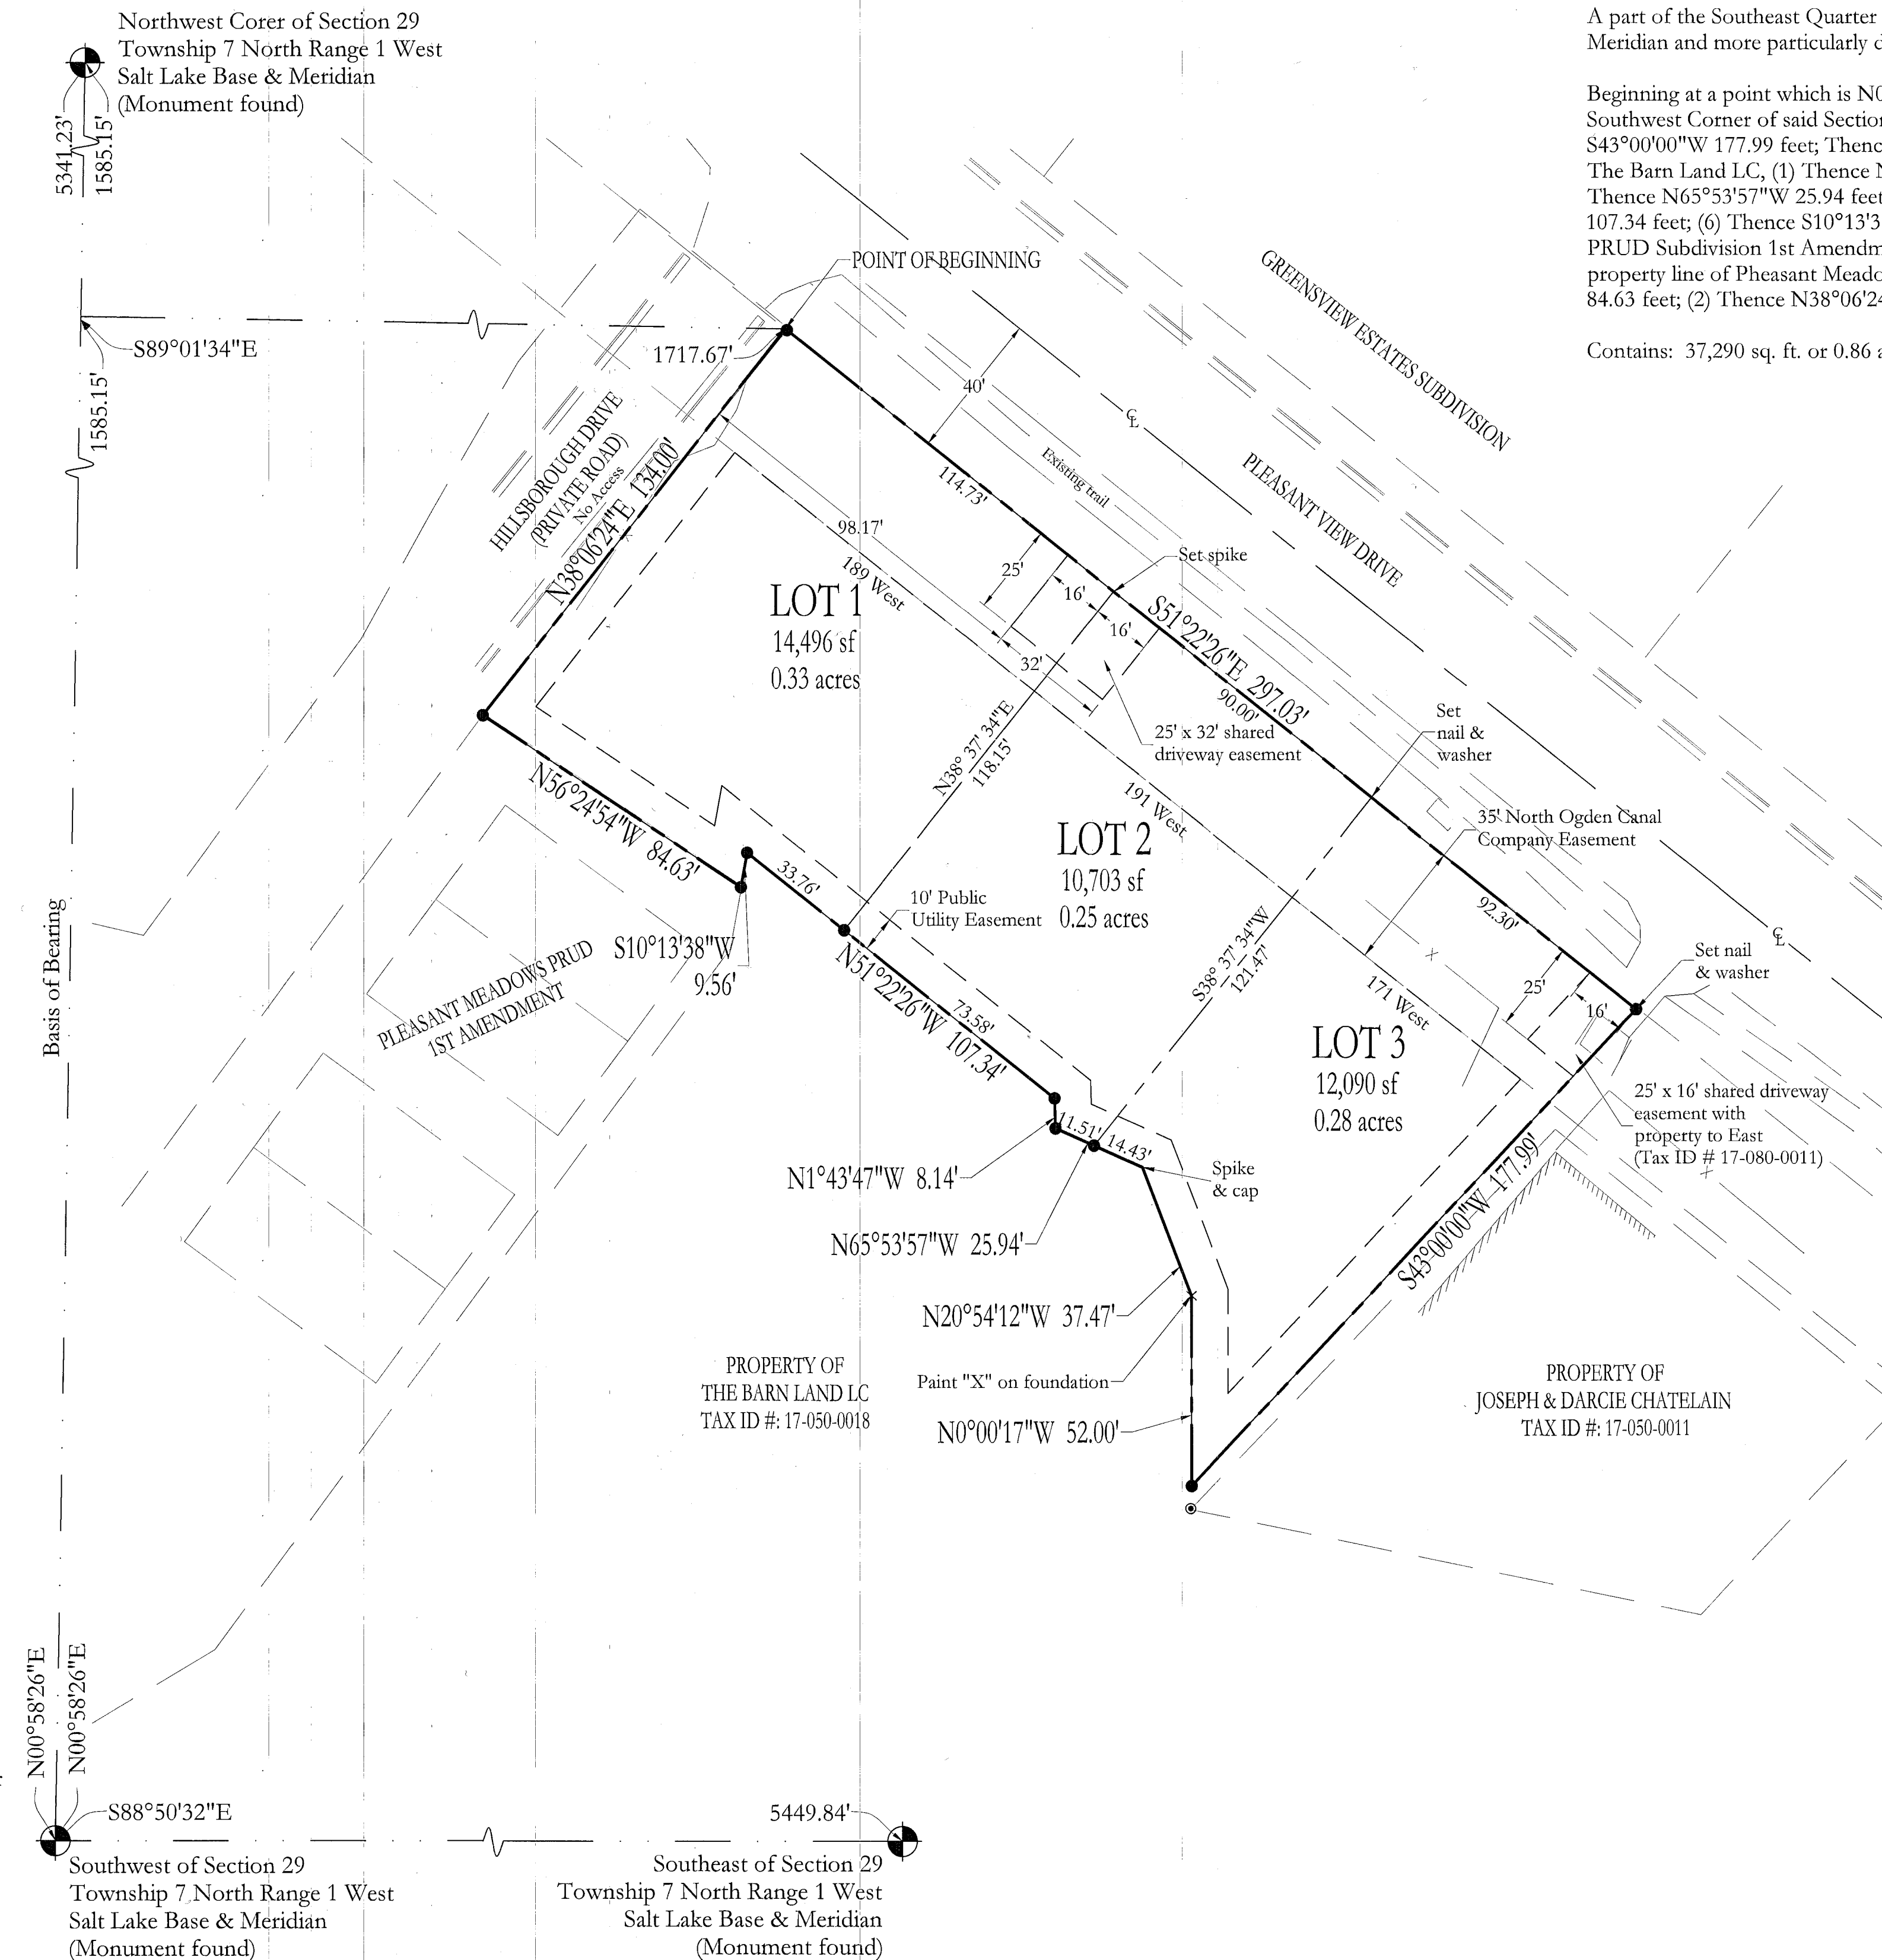 Northwest Corer of Section 29
Township 7 North Range 1 West
Salt Lake Base & Meridian
(Monument found)
5341.23'
1585.15'
A part of the Southeast Quarter
Meridian and more particularly d
Beginning at a point which is N0
Southwest Corner of said Section
S43°00'00"W 177.99 feet; Thenc
The Barn Land LC, (1) Thence N
Thence N65°53'57"W 25.94 feet
107.34 feet; (6) Thence S10°13'3
PRUD Subdivision 1st Amendm
property line of Pheasant Meado
84.63 feet; (2) Thence N38°06'24
Contains: 37,290 sq. ft. or 0.86 a
POINT OF BEGINNING
S89°01'34"E
1717.67'
1585.15'
GREENSVIEW ESTATES SUBDIVISION
PLEASANT VIEW DRIVE
℄
40'
Existing trail
114.73'
HILLSBOROUGH DRIVE
(PRIVATE ROAD)
No Access
N38°06'24"E 134.00'
98.17'
189 West
25'
16'
16'
32'
Set spike
LOT 1
14,496 sf
0.33 acres
S51°22'26"E 297.03'
90.00'
25' x 32' shared
driveway easement
Set
nail &
washer
N38° 37' 34"E
118.15'
191 West
35' North Ogden Canal
Company Easement
N56°24'54"W 84.63'
LOT 2
10,703 sf
0.25 acres
33.76'
10' Public
Utility Easement
S10°13'38"W
9.56'
92.30'
℄
Set nail
& washer
S38° 37' 34"W
121.47'
25'
16'
171 West
Basis of Bearing
PLEASANT MEADOWS PRUD
1ST AMENDMENT
N51°22'26"W 107.34'
73.58'
LOT 3
12,090 sf
0.28 acres
25' x 16' shared driveway
easement with
property to East
(Tax ID # 17-080-0011)
11.51'
14.43'
N1°43'47"W 8.14'
Spike
& cap
S43°00'00"W 177.99'
N65°53'57"W 25.94'
N20°54'12"W 37.47'
Paint "X" on foundation
N0°00'17"W 52.00'
PROPERTY OF
THE BARN LAND LC
TAX ID #: 17-050-0018
PROPERTY OF
JOSEPH & DARCIE CHATELAIN
TAX ID #: 17-050-0011
N00°58'26"E
N00°58'26"E
S88°50'32"E
5449.84'
Southwest of Section 29
Township 7 North Range 1 West
Salt Lake Base & Meridian
(Monument found)
Southeast of Section 29
Township 7 North Range 1 West
Salt Lake Base & Meridian
(Monument found)